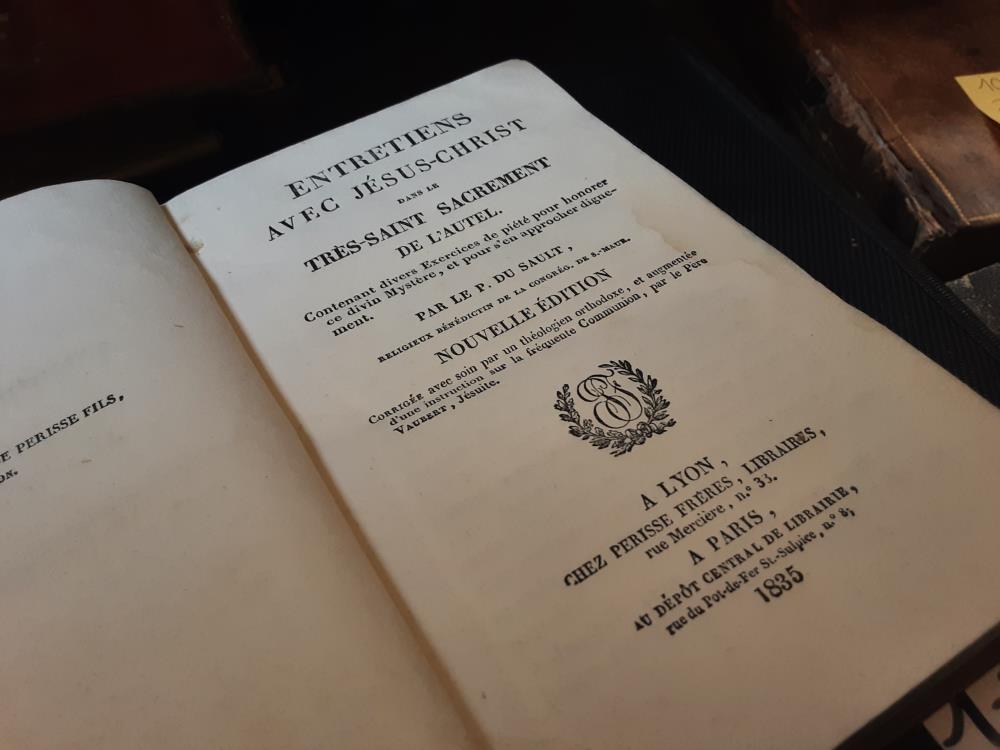 E PERISSE FILS,
ON.
ENTRETIENS
AVEC JÉSUS-CHRIST
DANS LE
TRÈS-SAINT SACREMENT
DE L'AUTEL.
Contenant divers Exercices de piété pour honorer
ce divin Mystère, et pour s'en approcher digne-
ment.
PAR LE P. DU SAULT,
RELIGIEUX BÉNÉDICTIN DE LA CONGRÉG. DE S.-MAUR.
NOUVELLE ÉDITION
CORRIGÉE avec soin par un théologien orthodoxe, et augmentée
d'une instruction sur la fréquente Communion, par le Père
VAUBERT, Jésuite.
A LYON,
CHEZ PERISSE FRÈRES, LIBRAIRES,
rue Mercière, n.° 33.
A PARIS,
AU DÉPÔT CENTRAL DE LIBRAIRIE,
rue du Pot-de-Fer St.-Sulpice, n.° 8;
1835
10